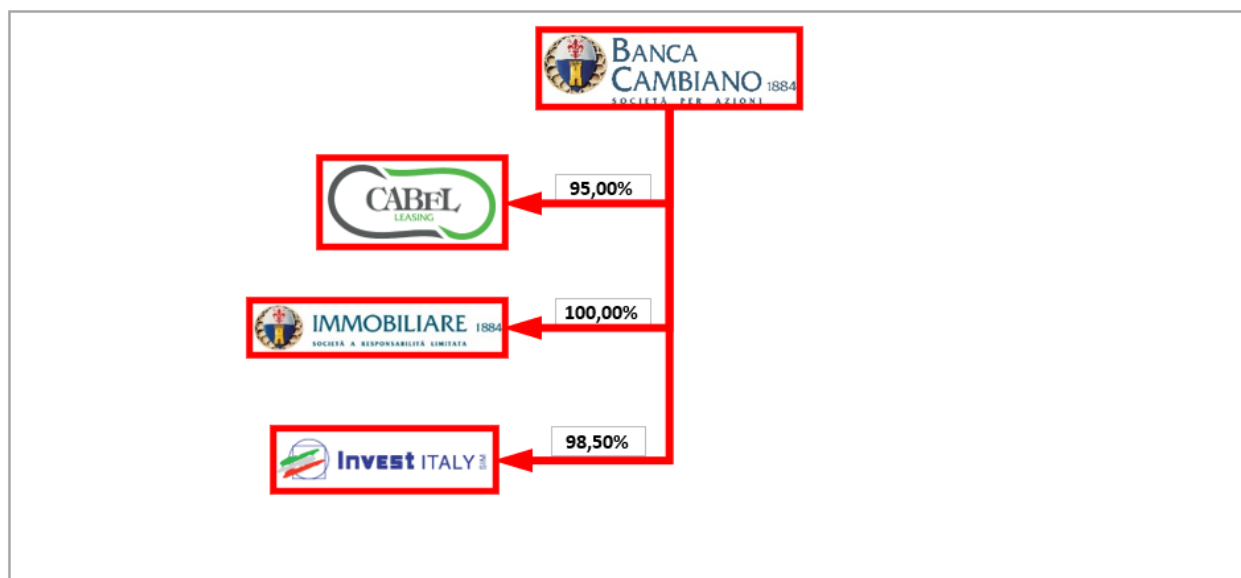 BANCA
CAMBIANO 1884
SOCIETÀ PER AZIONI
CABEL
LEASING
95,00%
IMMOBILIARE 1884
SOCIETÀ A RESPONSABILITÀ LIMITATA
100,00%
INVEST ITALY SIM
98,50%